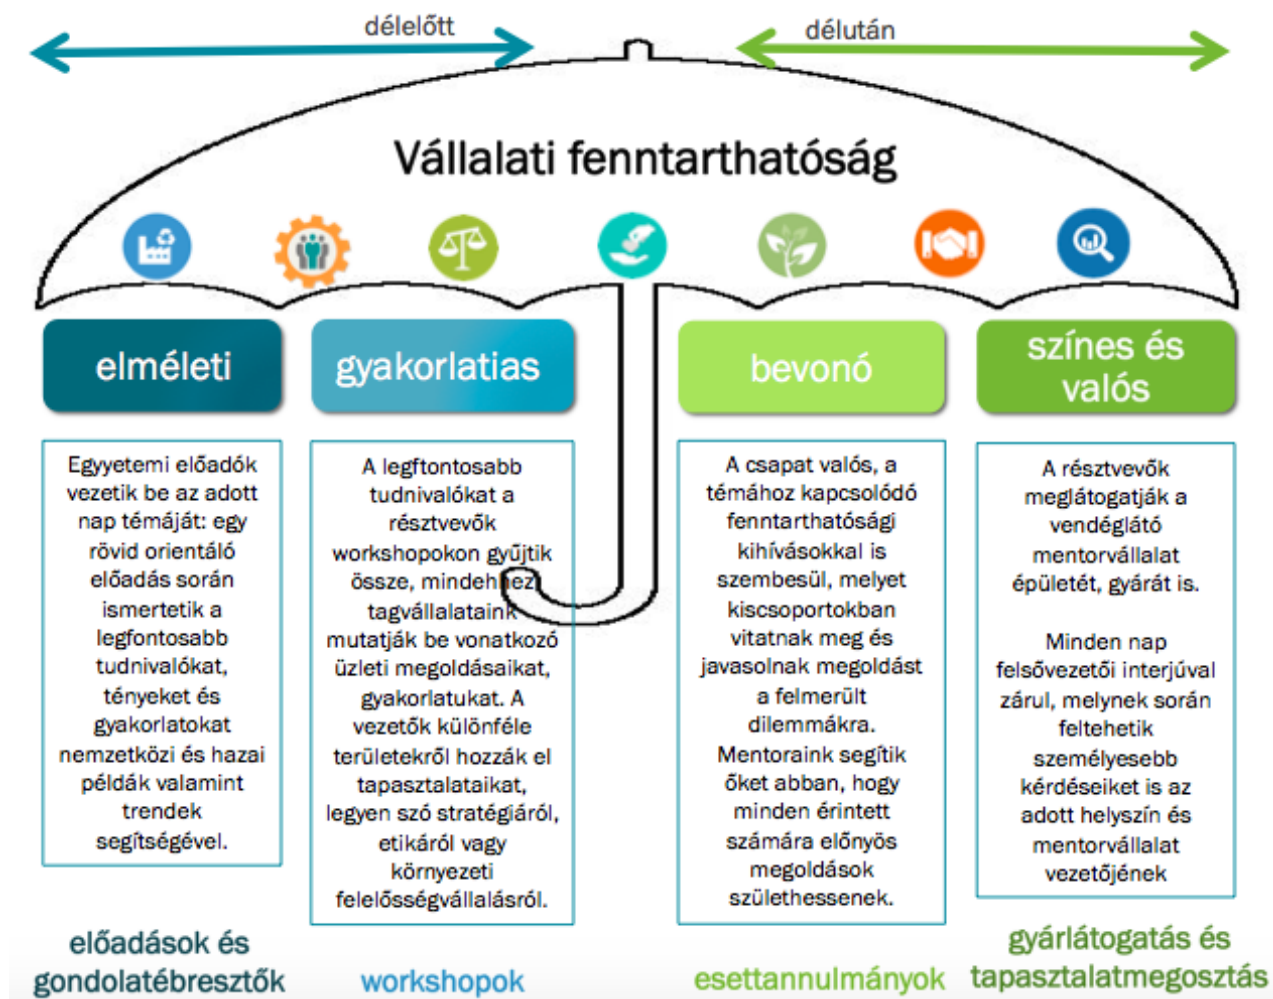 délelőtt
délután
Vállalati fenntarthatóság
elméleti
Egyyetemi előadók
vezetik be az adott
nap témáját: egy
rövid orientáló
előadás során
ismertetik a
legfontosabb
tudnivalókat,
tényeket és
gyakorlatokat
nemzetközi és hazai
példák valamint
trendek
segítségével.
előadások és
gondolatébresztők
gyakorlatias
A legftontosabb
tudnivalókat a
résztvevők
workshopokon gyűjtik
össze, mindehhez
tagvállalataink
mutatják be vonatkozó
üzleti megoldásaikat,
gyakorlatukat. A
vezetők különféle
területekről hozzák el
tapasztalataikat,
legyen szó stratégiáról,
etikáról vagy
környezeti
felelősségvállalásról.
workshopok
bevonó
A csapat valós, a
témához kapcsolódó
fenntarthatósági
kihívásokkal is
szembesül, melyet
kiscsoportokban
vitatnak meg és
javasolnak megoldást
a felmerült
dilemmákra.
Mentoraink segítik
őket abban, hogy
minden érintett
számára előnyös
megoldások
születhessenek.
esettannulmányok
színes és
valós
A résztvevők
meglátogatják a
vendéglátó
mentorvállalat
épületét, gyárát is.
Minden nap
felsővezetői interjúval
zárul, melynek során
feltehetik
személyesebb
kérdéseiket is az
adott helyszín és
mentorvállalat
vezetőjének
gyárlátogatás és
tapasztalatmegosztás